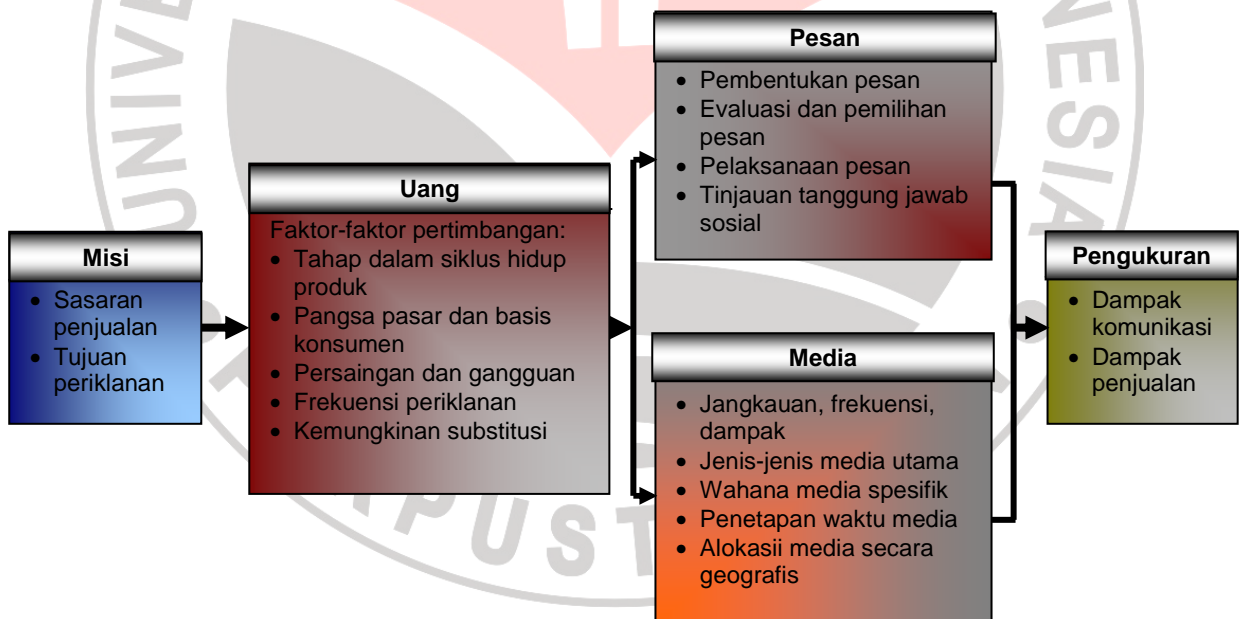 Misi
• Sasaran
penjualan
• Tujuan
periklanan
Uang
Faktor-faktor pertimbangan:
• Tahap dalam siklus hidup
produk
• Pangsa pasar dan basis
konsumen
• Persaingan dan gangguan
• Frekuensi periklanan
• Kemungkinan substitusi
Pesan
• Pembentukan pesan
• Evaluasi dan pemilihan
pesan
• Pelaksanaan pesan
• Tinjauan tanggung jawab
sosial
Media
• Jangkauan, frekuensi,
dampak
• Jenis-jenis media utama
• Wahana media spesifik
• Penetapan waktu media
• Alokasii media secara
geografis
Pengukuran
• Dampak
komunikasi
• Dampak
penjualan